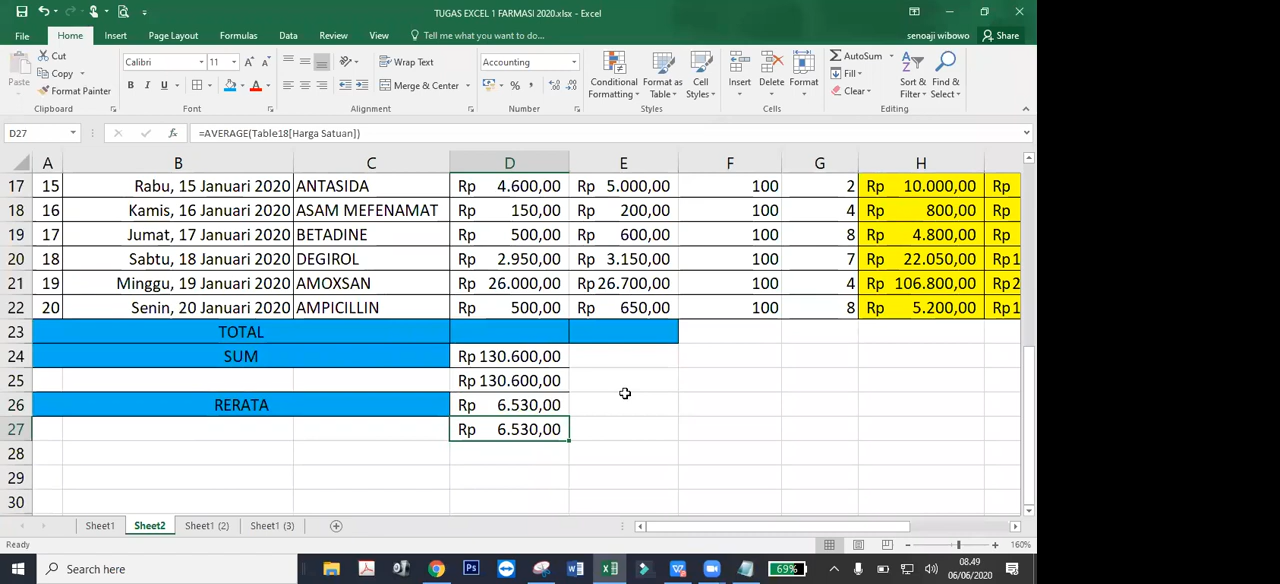 TUGAS EXCEL 1 FARMASI 2020.xlsx - Excel
File Home Insert Page Layout Formulas Data Review View Tell me what you want to do... senoaji wibowo Share
Paste Cut Copy Format Painter Clipboard
Calibri 11 B I U Font
Wrap Text Merge & Center Alignment
Accounting % , Number
Conditional Formatting Format as Table Cell Styles Styles
Insert Delete Format Cells
AutoSum Fill Clear Sort & Filter Find & Select Editing
D27 fx =AVERAGE(Table18[Harga Satuan])
A B C D E F G H
17 15 Rabu, 15 Januari 2020 ANTASIDA Rp 4.600,00 Rp 5.000,00 100 2 Rp 10.000,00 Rp
18 16 Kamis, 16 Januari 2020 ASAM MEFENAMAT Rp 150,00 Rp 200,00 100 4 Rp 800,00 Rp
19 17 Jumat, 17 Januari 2020 BETADINE Rp 500,00 Rp 600,00 100 8 Rp 4.800,00 Rp
20 18 Sabtu, 18 Januari 2020 DEGIROL Rp 2.950,00 Rp 3.150,00 100 7 Rp 22.050,00 Rp 1
21 19 Minggu, 19 Januari 2020 AMOXSAN Rp 26.000,00 Rp 26.700,00 100 4 Rp 106.800,00 Rp 2
22 20 Senin, 20 Januari 2020 AMPICILLIN Rp 500,00 Rp 650,00 100 8 Rp 5.200,00 Rp 1
23 TOTAL
24 SUM Rp 130.600,00
25 Rp 130.600,00
26 RERATA Rp 6.530,00
27 Rp 6.530,00
28
29
30
Sheet1 Sheet2 Sheet1 (2) Sheet1 (3)
Ready 160%
Search here 69% 08.49
06/06/2020